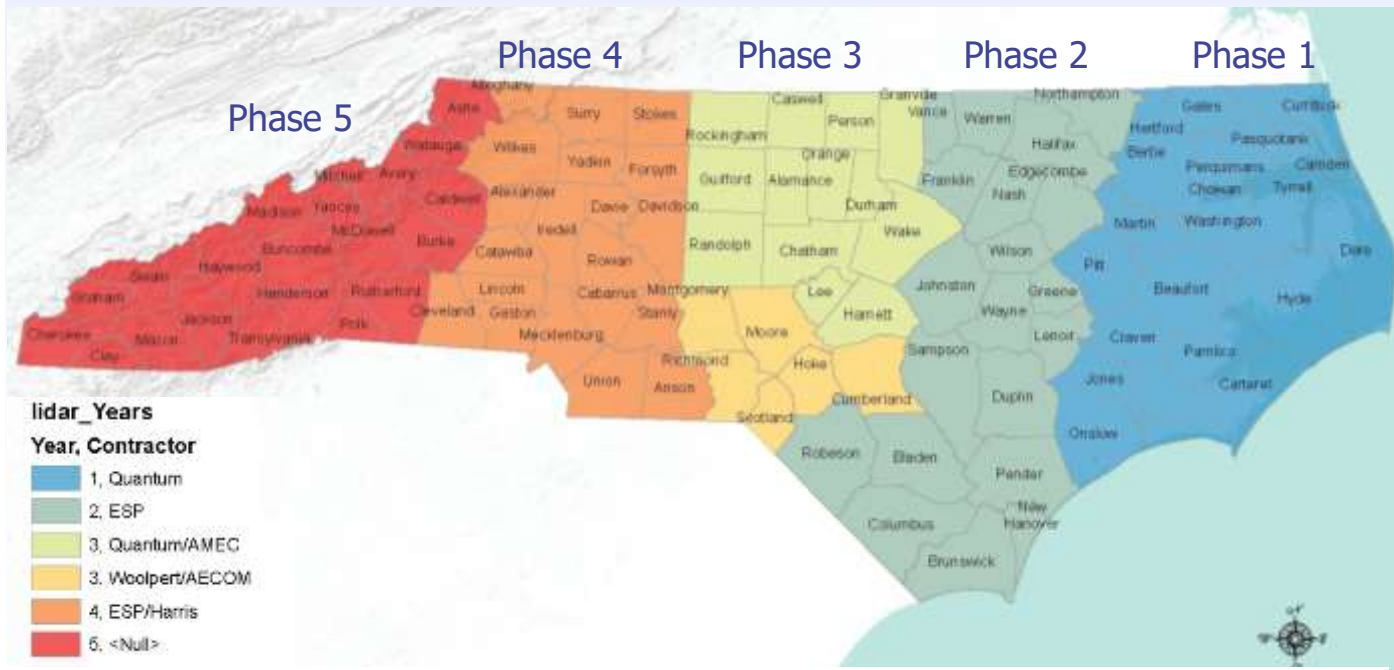 Phase 4
Phase 3
Phase 2
Phase 1
Phase 5
Alleghany
Ashe
Surry
Stokes
Caswell
Granville
Northampton
Rockingham
Person
Vance
Warren
Gates
Currituck
Hertford
Watauga
Wilkes
Orange
Halifax
Pasquotank
Bertie
Yadkin
Forsyth
Guilford
Alamance
Franklin
Edgecombe
Perquimans
Camden
Mitchell
Avery
Nash
Chowan
Tyrrell
Caldwell
Alexander
Davie
Davidson
Durham
Madison
Yancey
Iredell
Wake
Martin
Washington
McDowell
Burke
Catawba
Randolph
Chatham
Wilson
Dare
Buncombe
Rowan
Pitt
Swain
Haywood
Lincoln
Cabarrus
Montgomery
Lee
Johnston
Greene
Beaufort
Graham
Henderson
Rutherford
Cleveland
Gaston
Stanly
Harnett
Wayne
Hyde
Cherokee
Jackson
Polk
Mecklenburg
Moore
Lenoir
Craven
Macon
Transylvania
Clay
Richmond
Hoke
Sampson
Pamlico
Union
Anson
Jones
Carteret
Cumberland
Duplin
lidar_Years
Scotland
Onslow
Year, Contractor
Robeson
Bladen
Pender
1, Quantum
2, ESP
New
Hanover
Columbus
3, Quantum/AMEC
Brunswick
3, Woolpert/AECOM
4, ESP/Harris
5, <Null>